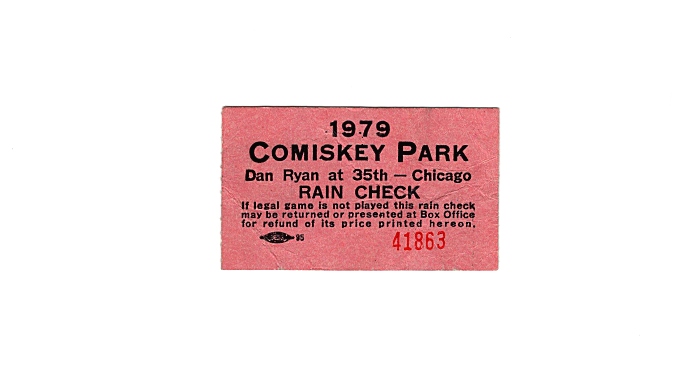 1979
COMISKEY PARK
Dan Ryan at 35th — Chicago
RAIN CHECK
If legal game is not played this rain check
may be returned or presented at Box Office
for refund of its price printed hereon.
95
41863